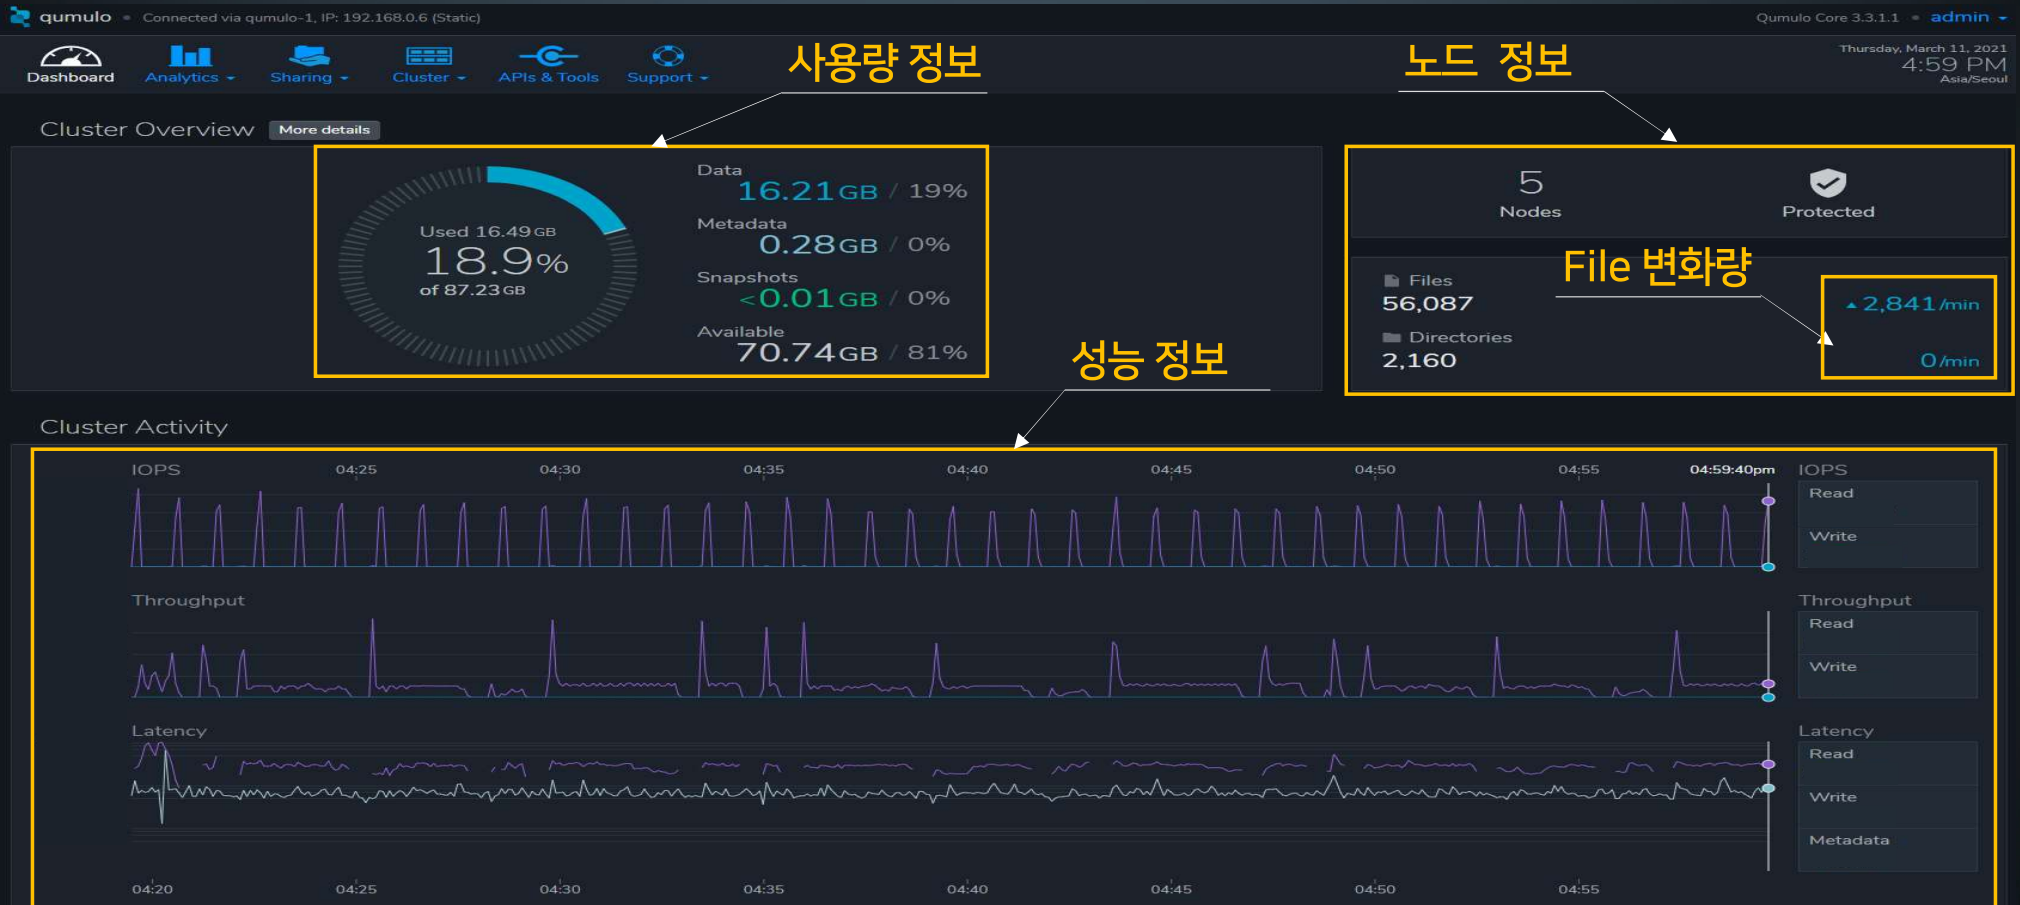 qumulo • Connected via qumulo-1, IP: 192.168.0.6 (Static)
Qumulo Core 3.3.1.1 • admin
Dashboard
Analytics
Sharing
Cluster
APIs & Tools
Support
사용량 정보
노드 정보
Thursday, March 11, 2021
4:59 PM
Asia/Seoul
Cluster Overview
More details
Used 16.49GB
18.9%
of 87.23GB
Data
16.21GB / 19%
Metadata
0.28GB / 0%
Snapshots
<0.01GB / 0%
Available
70.74GB / 81%
5
Nodes
Protected
File 변화량
Files
56,087
2,841/min
Directories
2,160
0/min
성능 정보
Cluster Activity
IOPS
04:25
04:30
04:35
04:40
04:45
04:50
04:55
04:59:40pm
IOPS
Read
Write
Throughput
Throughput
Read
Write
Latency
Latency
Read
Write
Metadata
04:20
04:25
04:30
04:35
04:40
04:45
04:50
04:55